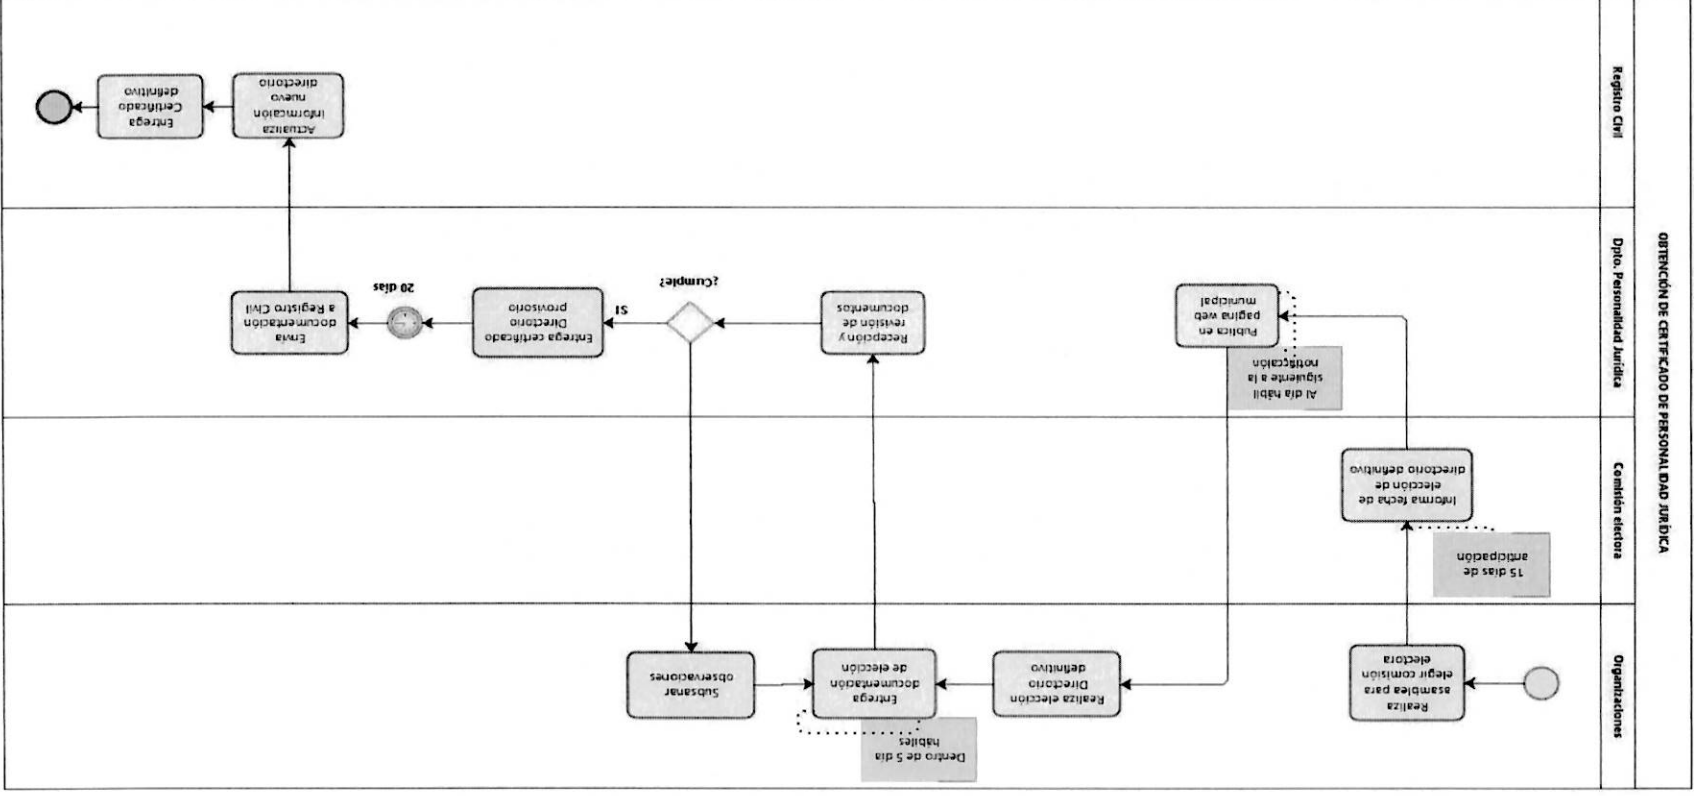 OBTENCIÓN DE CERTIFICADO DE PERSONALIDAD JURÍDICA
Organizaciones
Realiza
asamblea para
elegir comisión
electora
Realiza elección
Directorio
definitivo
Entrega
documentación
de elección
Dentro de 5 día
hábiles
Subsanar
observaciones
Comisión electora
15 días de
anticipación
Informa fecha de
elección de
directorio definitivo
Dpto. Personalidad Jurídica
Al día hábil
siguiente a la
notificcaión
Publica en
pagina web
municipal
Recepción y
revisión de
documentos
¿Cumple?
SI
Entrega certificado
Directorio
provisorio
20 días
Envía
documentación
a Registro Civil
Registro Civil
Actualiza
informcaión
nuevo
directorio
Entrega
Certificado
definitivo